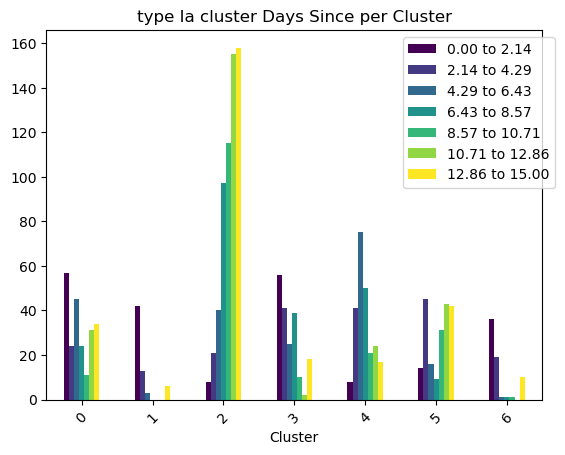 type Ia cluster Days Since per Cluster
160
140
120
100
80
60
40
20
0
0.00 to 2.14
2.14 to 4.29
4.29 to 6.43
6.43 to 8.57
8.57 to 10.71
10.71 to 12.86
12.86 to 15.00
0 1 2 3 4 5 6
Cluster